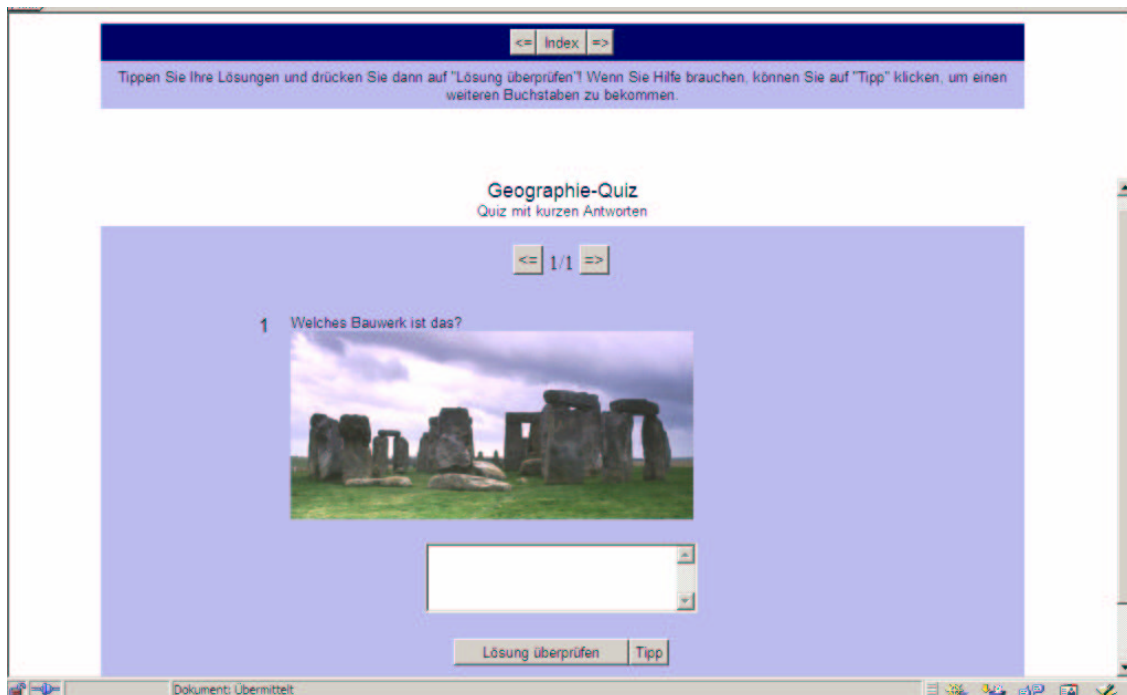 <= Index =>
Tippen Sie Ihre Lösungen und drücken Sie dann auf "Lösung überprüfen"! Wenn Sie Hilfe brauchen, können Sie auf "Tipp" klicken, um einen
weiteren Buchstaben zu bekommen.
Geographie-Quiz
Quiz mit kurzen Antworten
<= 1/1 =>
1 Welches Bauwerk ist das?
Lösung überprüfen Tipp
Dokument: Übermittelt